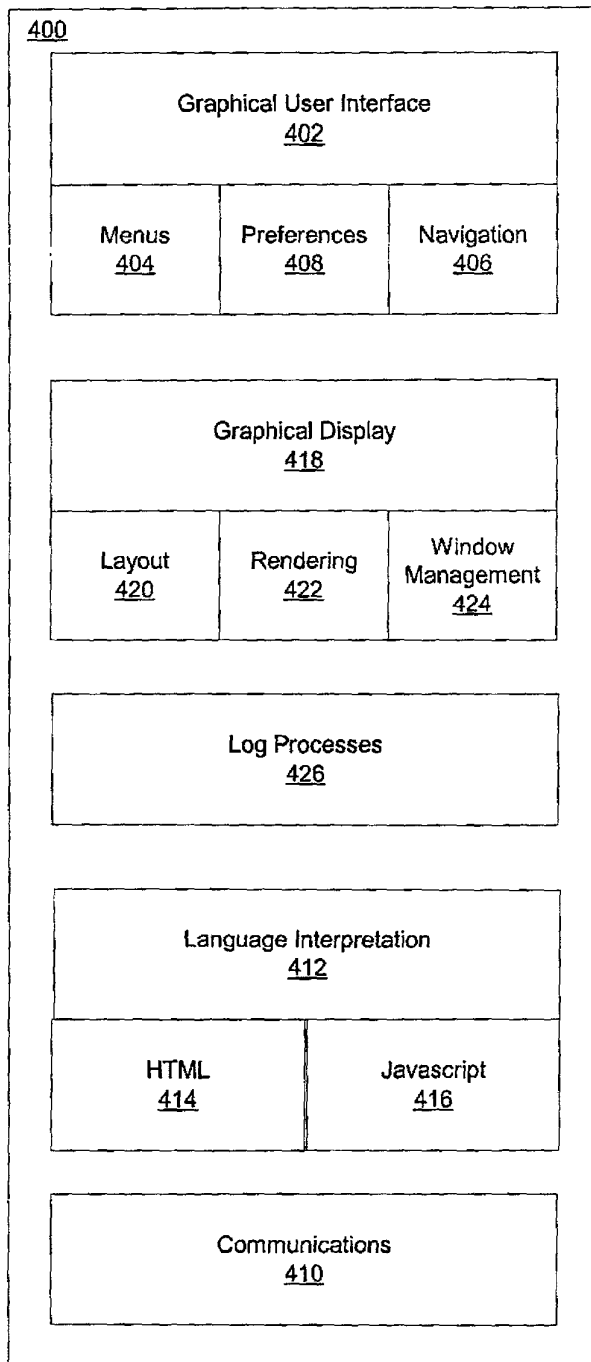 400
Graphical User Interface
402
Menus
404
Preferences
408
Navigation
406
Graphical Display
418
Layout
420
Rendering
422
Window
Management
424
Log Processes
426
Language Interpretation
412
HTML
414
Javascript
416
Communications
410